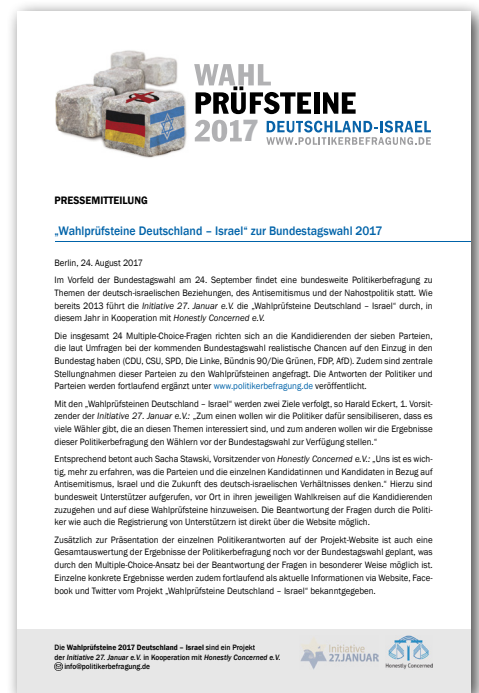 WAHL
PRÜFSTEINE
2017 DEUTSCHLAND-ISRAEL
WWW.POLITIKERBEFRAGUNG.DE
PRESSEMITTEILUNG
„Wahlprüfsteine Deutschland – Israel“ zur Bundestagswahl 2017
Berlin, 24. August 2017
Im Vorfeld der Bundestagswahl am 24. September findet eine bundesweite Politikerbefragung zu
Themen der deutsch-israelischen Beziehungen, des Antisemitismus und der Nahostpolitik statt. Wie
bereits 2013 führt die Initiative 27. Januar e.V. die „Wahlprüfsteine Deutschland – Israel“ durch, in
diesem Jahr in Kooperation mit Honestly Concerned e.V.
Die insgesamt 24 Multiple-Choice-Fragen richten sich an die Kandidierenden der sieben Parteien,
die laut Umfragen bei der kommenden Bundestagswahl realistische Chancen auf den Einzug in den
Bundestag haben (CDU, CSU, SPD, Die Linke, Bündnis 90/Die Grünen, FDP, AfD). Zudem sind zentrale
Stellungnahmen dieser Parteien zu den Wahlprüfsteinen angefragt. Die Antworten der Politiker und
Parteien werden fortlaufend ergänzt unter www.politikerbefragung.de veröffentlicht.
Mit den „Wahlprüfsteinen Deutschland – Israel“ werden zwei Ziele verfolgt, so Harald Eckert, 1. Vorsit-
zender der Initiative 27. Januar e.V.: „Zum einen wollen wir die Politiker dafür sensibilisieren, dass es
viele Wähler gibt, die an diesen Themen interessiert sind, und zum anderen wollen wir die Ergebnisse
dieser Politikerbefragung den Wählern vor der Bundestagswahl zur Verfügung stellen.“
Entsprechend betont auch Sacha Stawski, Vorsitzender von Honestly Concerned e.V.: „Uns ist es wich-
tig, mehr zu erfahren, was die Parteien und die einzelnen Kandidatinnen und Kandidaten in Bezug auf
Antisemitismus, Israel und die Zukunft des deutsch-israelischen Verhältnisses denken.“ Hierzu sind
bundesweit Unterstützer aufgerufen, vor Ort in ihren jeweiligen Wahlkreisen auf die Kandidierenden
zuzugehen und auf diese Wahlprüfsteine hinzuweisen. Die Beantwortung der Fragen durch die Politi-
ker wie auch die Registrierung von Unterstützern ist direkt über die Website möglich.
Zusätzlich zur Präsentation der einzelnen Politikerantworten auf der Projekt-Website ist auch eine
Gesamtauswertung der Ergebnisse der Politikerbefragung noch vor der Bundestagswahl geplant, was
durch den Multiple-Choice-Ansatz bei der Beantwortung der Fragen in besonderer Weise möglich ist.
Einzelne konkrete Ergebnisse werden zudem fortlaufend als aktuelle Informationen via Website, Face-
book und Twitter vom Projekt „Wahlprüfsteine Deutschland – Israel“ bekanntgegeben.
Die Wahlprüfsteine 2017 Deutschland – Israel sind ein Projekt
der Initiative 27. Januar e.V. in Kooperation mit Honestly Concerned e.V.
info@politikerbefragung.de
Initiative
27.JANUAR
Honestly Concerned